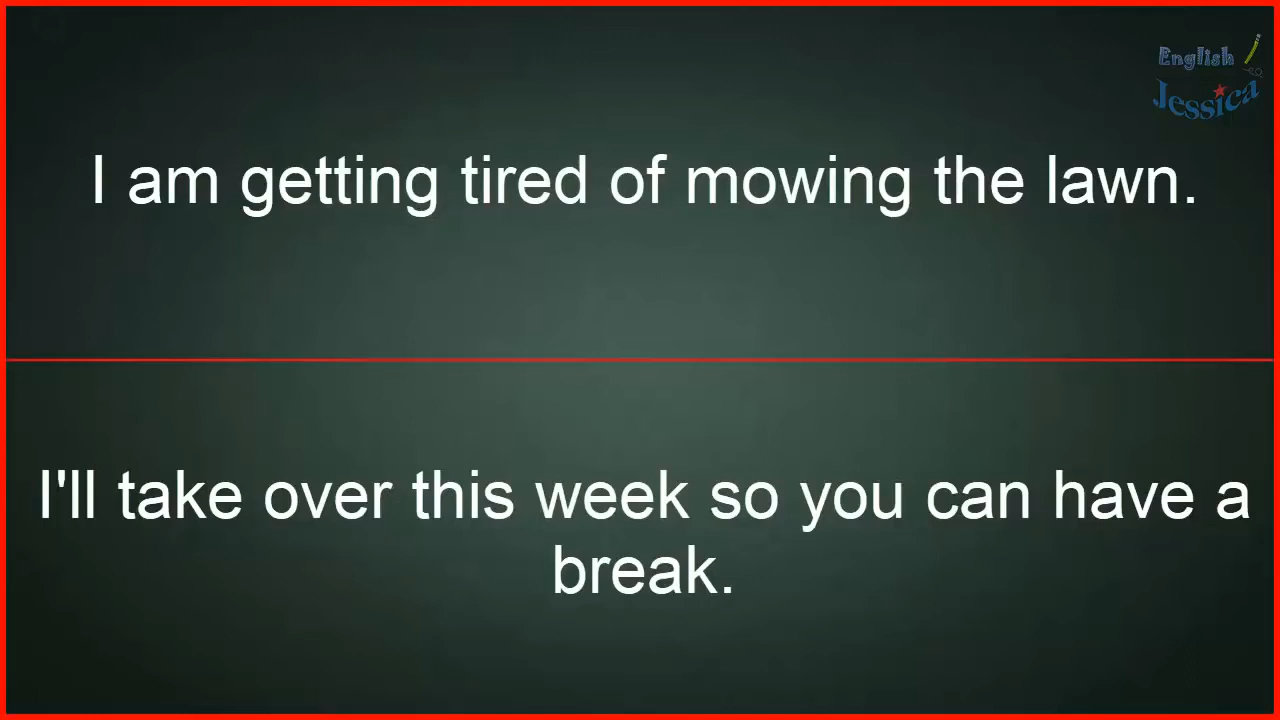 English
Jessica
I am getting tired of mowing the lawn.
I'll take over this week so you can have a
break.